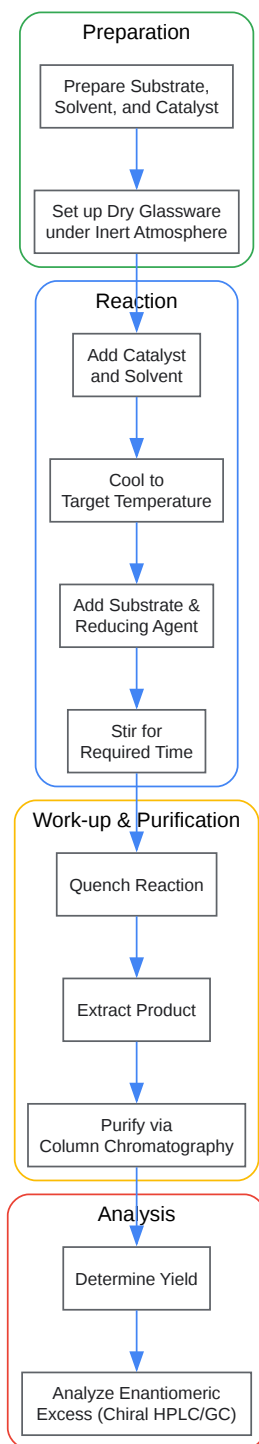 Preparation
Prepare Substrate,
Solvent, and Catalyst
Set up Dry Glassware
under Inert Atmosphere
Reaction
Add Catalyst
and Solvent
Cool to
Target Temperature
Add Substrate &
Reducing Agent
Stir for
Required Time
Work-up & Purification
Quench Reaction
Extract Product
Purify via
Column Chromatography
Analysis
Determine Yield
Analyze Enantiomeric
Excess (Chiral HPLC/GC)